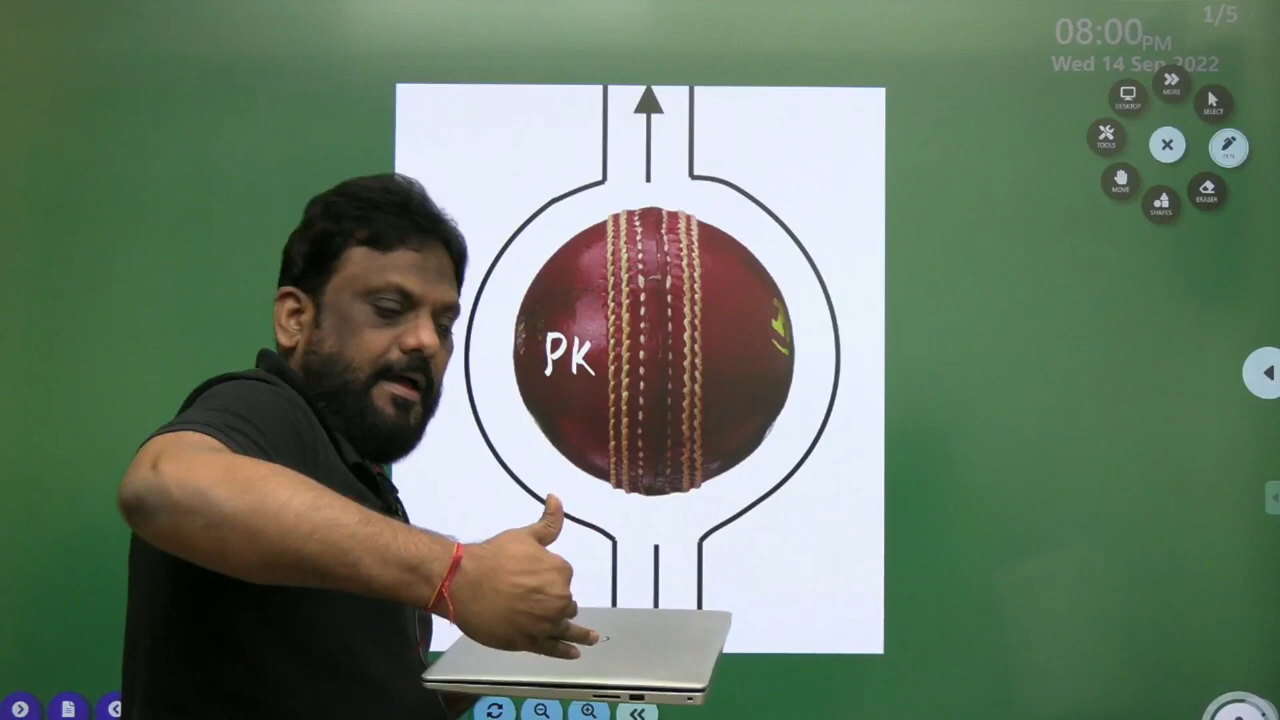 1/5
08:00PM
Wed 14 Sep 2022
MORE
DESKTOP
SELECT
TOOLS
PEN
MOVE
ERASER
SHAPES
PK